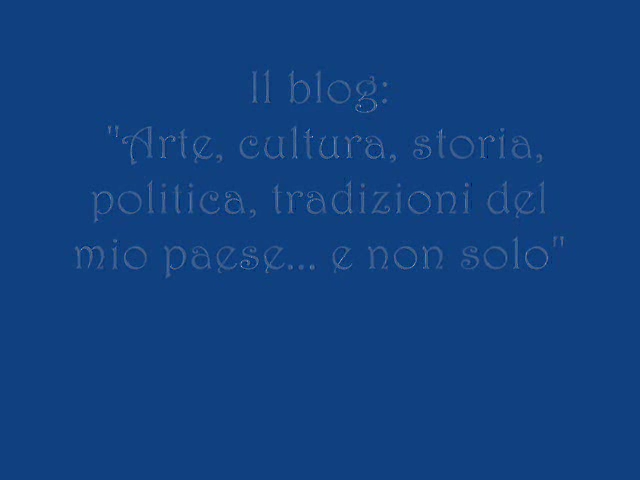 Il blog:
"Arte, cultura, storia,
politica, tradizioni del
mio paese... e non solo"